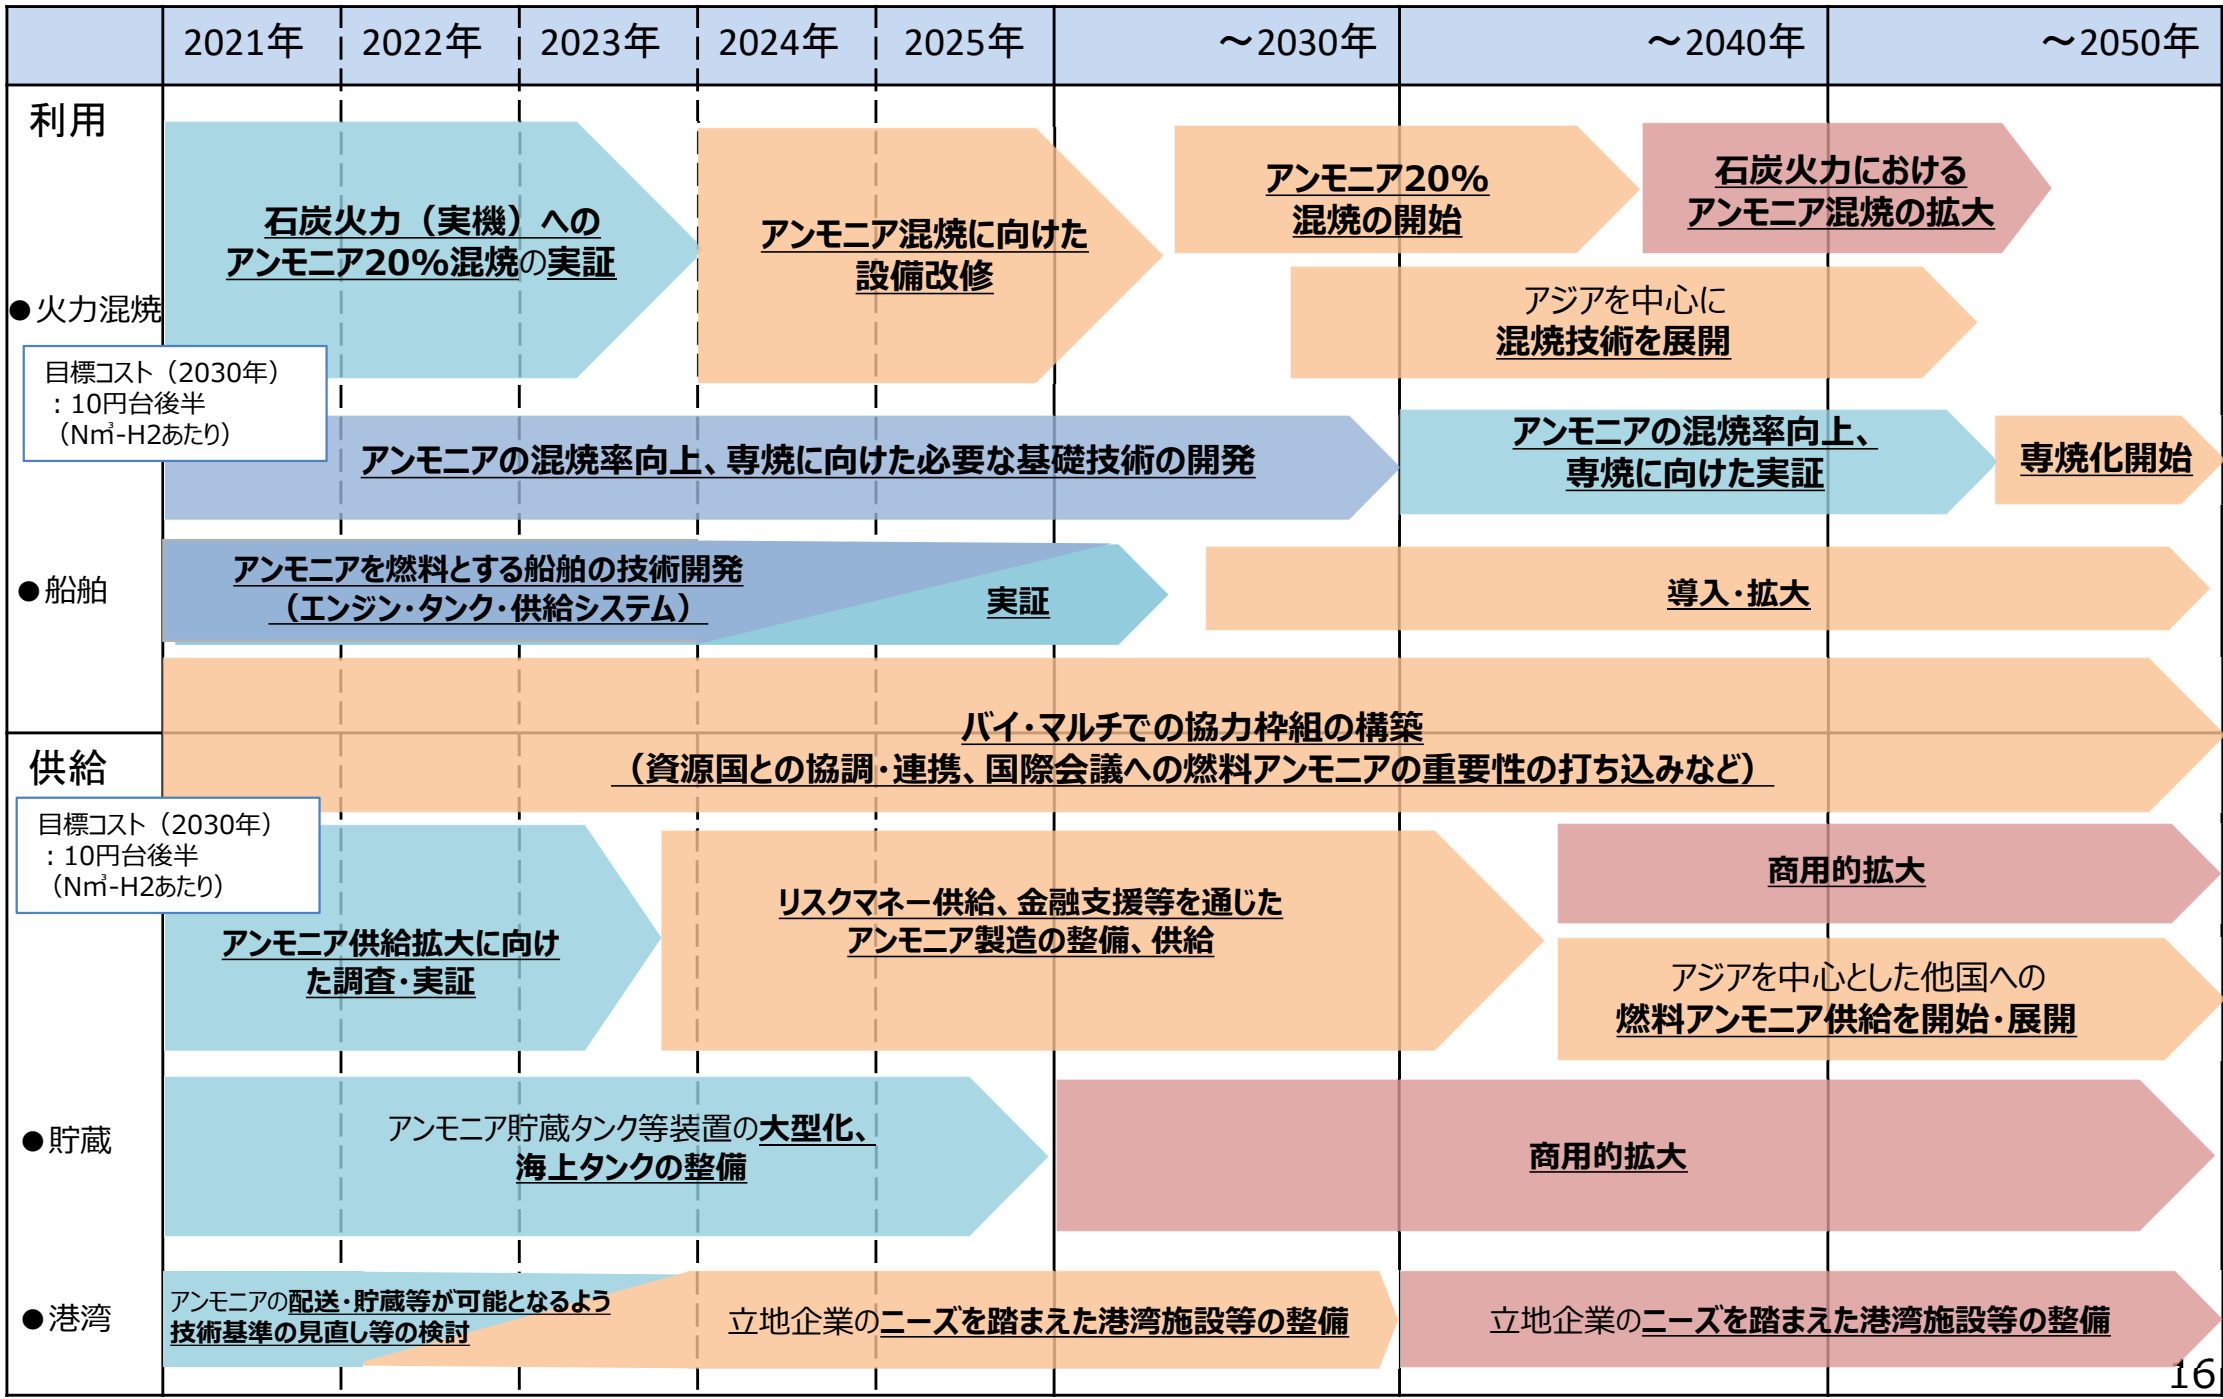 2021年 2022年 2023年 2024年 2025年 ～2030年 ～2040年 ～2050年
利用
●火力混焼
目標コスト（2030年）
：10円台後半
（N㎥-H2あたり）
石炭火力（実機）への
アンモニア20%混焼の実証
アンモニア混焼に向けた
設備改修
アンモニア20%
混焼の開始
石炭火力における
アンモニア混焼の拡大
アジアを中心に
混焼技術を展開
アンモニアの混焼率向上、専焼に向けた必要な基礎技術の開発
アンモニアの混焼率向上、
専焼に向けた実証
専焼化開始
●船舶
アンモニアを燃料とする船舶の技術開発
（エンジン・タンク・供給システム）
実証
導入・拡大
バイ・マルチでの協力枠組の構築
（資源国との協調・連携、国際会議への燃料アンモニアの重要性の打ち込みなど）
供給
目標コスト（2030年）
：10円台後半
（N㎥-H2あたり）
アンモニア供給拡大に向け
た調査・実証
リスクマネー供給、金融支援等を通じた
アンモニア製造の整備、供給
商用的拡大
アジアを中心とした他国への
燃料アンモニア供給を開始・展開
●貯蔵
アンモニア貯蔵タンク等装置の大型化、
海上タンクの整備
商用的拡大
●港湾
アンモニアの配送・貯蔵等が可能となるよう
技術基準の見直し等の検討
立地企業のニーズを踏まえた港湾施設等の整備
立地企業のニーズを踏まえた港湾施設等の整備
16